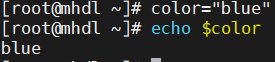 [root@mhdl ~]# color="blue"
[root@mhdl ~]# echo $color
blue